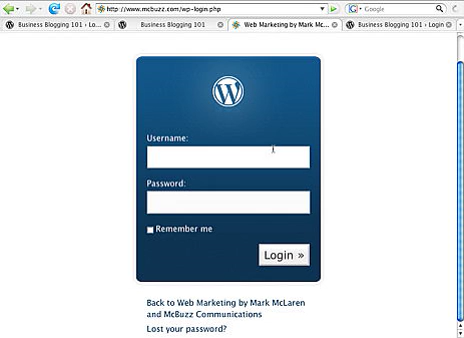 http://www.mcbuzz.com/wp-login.php
Google
Business Blogging 101 › Lo...
Business Blogging 101
Web Marketing by Mark Mc...
Business Blogging 101 › Login
Username:
Password:
Remember me
Login »
Back to Web Marketing by Mark McLaren
and McBuzz Communications
Lost your password?